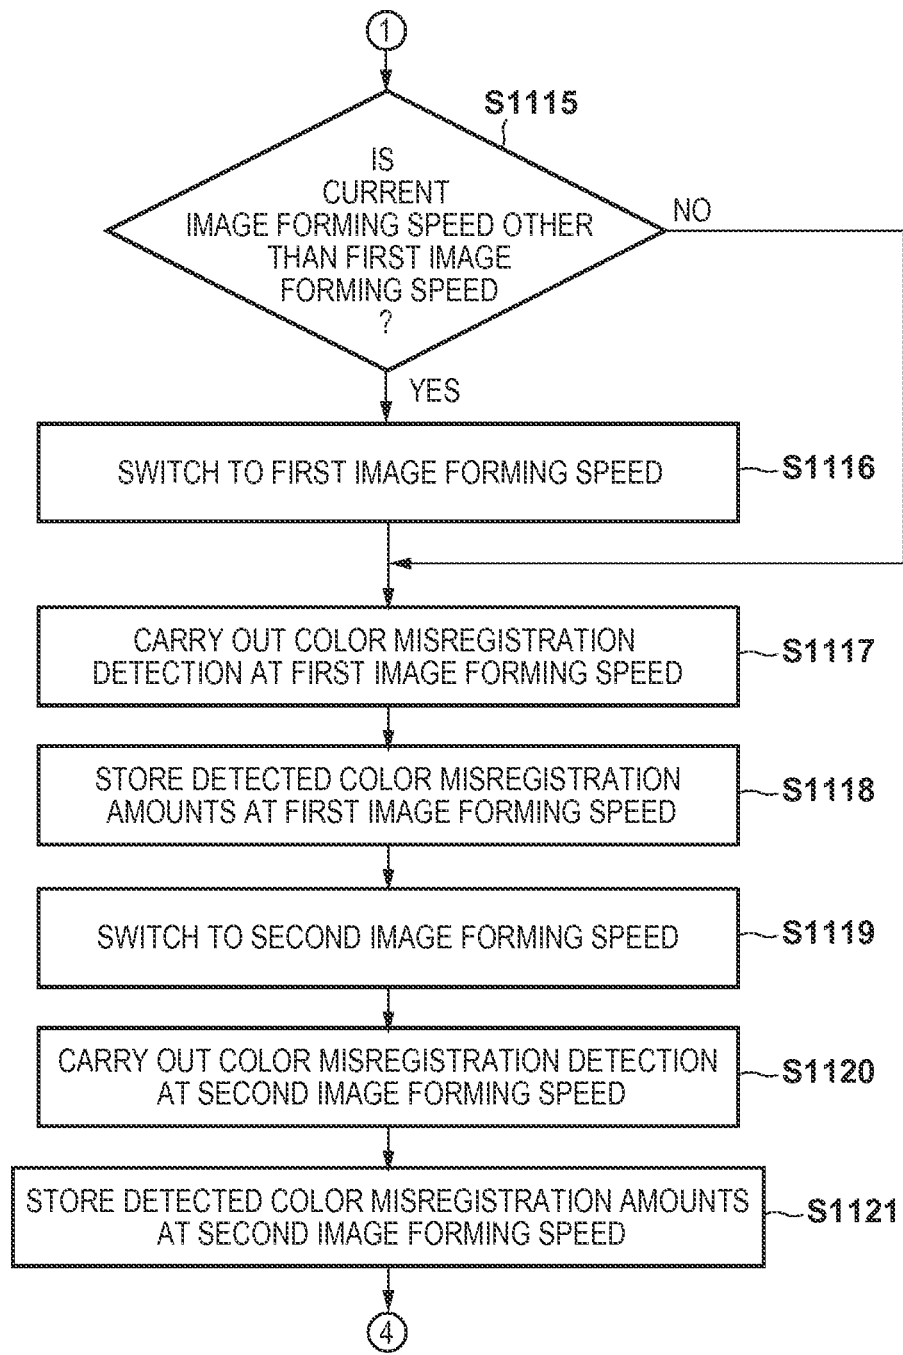 1
S1115
IS
CURRENT
IMAGE FORMING SPEED OTHER
THAN FIRST IMAGE
FORMING SPEED
?
NO
YES
SWITCH TO FIRST IMAGE FORMING SPEED
S1116
CARRY OUT COLOR MISREGISTRATION
DETECTION AT FIRST IMAGE FORMING SPEED
S1117
STORE DETECTED COLOR MISREGISTRATION
AMOUNTS AT FIRST IMAGE FORMING SPEED
S1118
SWITCH TO SECOND IMAGE FORMING SPEED
S1119
CARRY OUT COLOR MISREGISTRATION DETECTION
AT SECOND IMAGE FORMING SPEED
S1120
STORE DETECTED COLOR MISREGISTRATION AMOUNTS
AT SECOND IMAGE FORMING SPEED
S1121
4